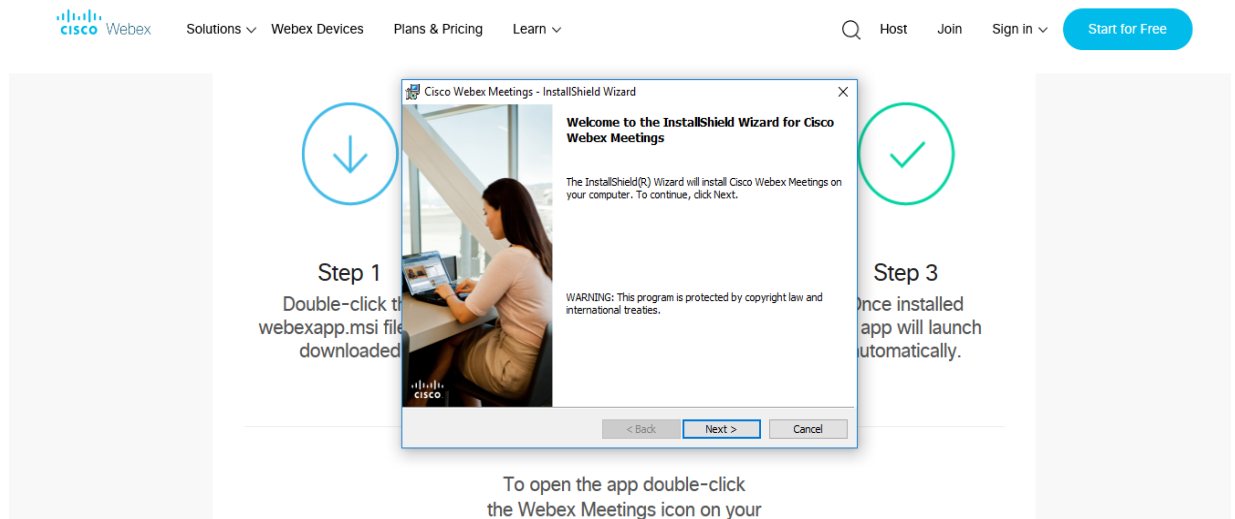 CISCO Webex
Solutions
Webex Devices
Plans & Pricing
Learn
Host
Join
Sign in
Start for Free
Cisco Webex Meetings - InstallShield Wizard
Welcome to the InstallShield Wizard for Cisco
Webex Meetings
The InstallShield(R) Wizard will install Cisco Webex Meetings on
your computer. To continue, click Next.
WARNING: This program is protected by copyright law and
international treaties.
CISCO
< Back
Next >
Cancel
Step 1
Double-click
webexapp.msi
downloaded
Step 3
installed
app will launch
automatically.
To open the app double-click
the Webex Meetings icon on your